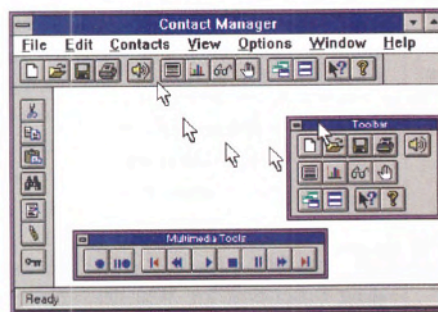 Contact Manager
File Edit Contacts View Options Window Help
Toolbar
Multimedia Tools
Ready